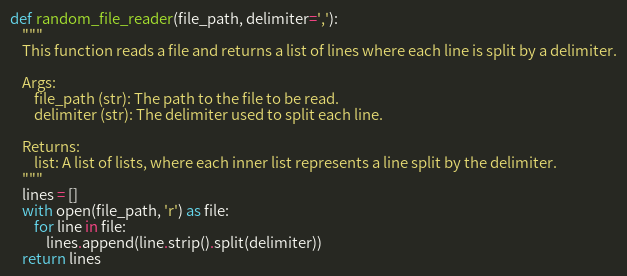 def random_file_reader(file_path, delimiter=','):
    """
    This function reads a file and returns a list of lines where each line is split by a delimiter.

    Args:
        file_path (str): The path to the file to be read.
        delimiter (str): The delimiter used to split each line.

    Returns:
        list: A list of lists, where each inner list represents a line split by the delimiter.
    """
    lines = []
    with open(file_path, 'r') as file:
        for line in file:
            lines.append(line.strip().split(delimiter))
    return lines